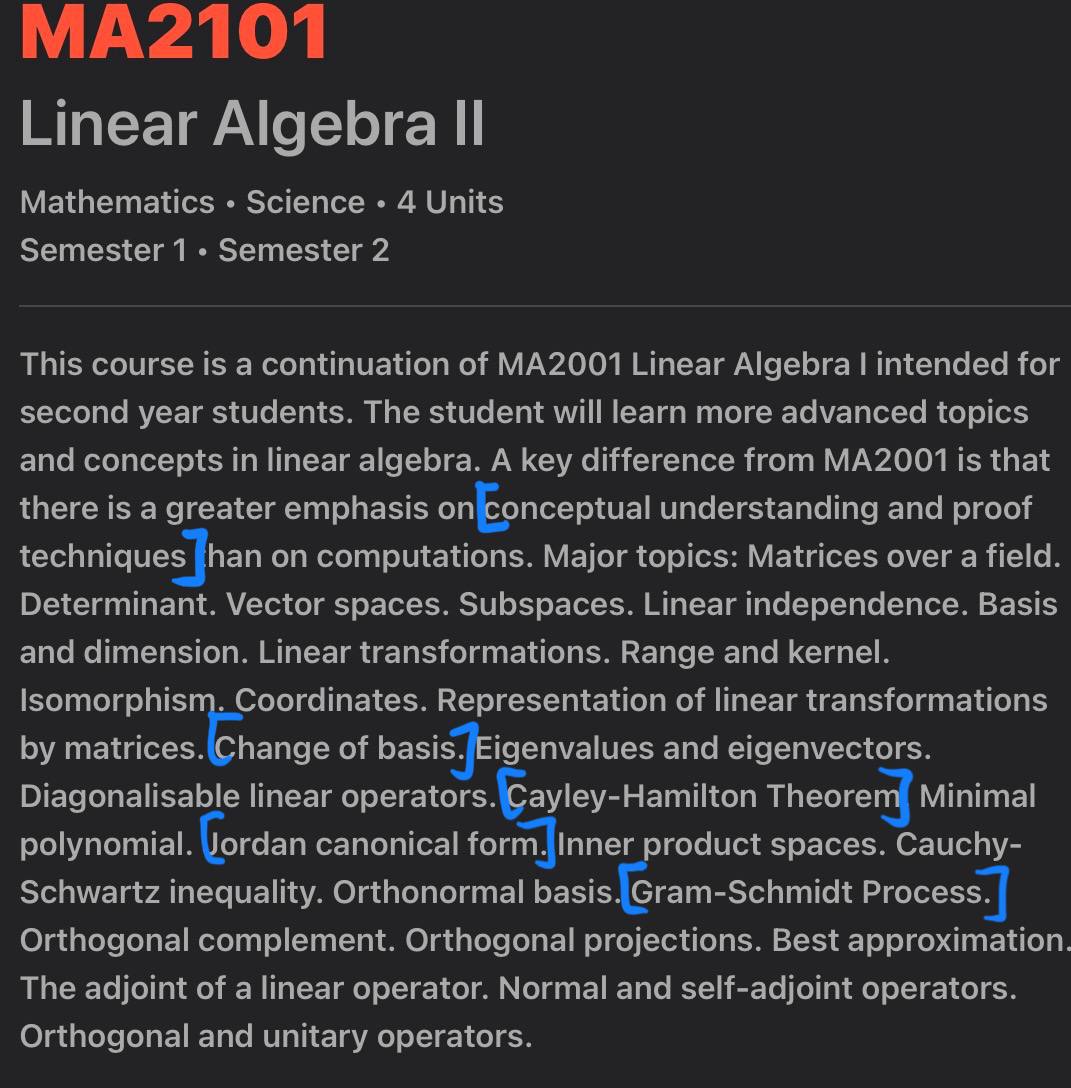 MA2101
Linear Algebra II
Mathematics • Science • 4 Units
Semester 1 • Semester 2
This course is a continuation of MA2001 Linear Algebra I intended for
second year students. The student will learn more advanced topics
and concepts in linear algebra. A key difference from MA2001 is that
there is a greater emphasis on [conceptual understanding and proof
techniques] than on computations. Major topics: Matrices over a field.
Determinant. Vector spaces. Subspaces. Linear independence. Basis
and dimension. Linear transformations. Range and kernel.
Isomorphism. Coordinates. Representation of linear transformations
by matrices. [Change of basis.] Eigenvalues and eigenvectors.
Diagonalisable linear operators. [Cayley-Hamilton Theorem]. Minimal
polynomial. [Jordan canonical form.] Inner product spaces. Cauchy-
Schwartz inequality. Orthonormal basis. [Gram-Schmidt Process.]
Orthogonal complement. Orthogonal projections. Best approximation.
The adjoint of a linear operator. Normal and self-adjoint operators.
Orthogonal and unitary operators.